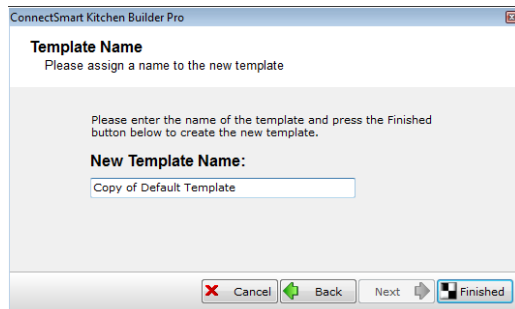 ConnectSmart Kitchen Builder Pro
Template Name
Please assign a name to the new template
Please enter the name of the template and press the Finished
button below to create the new template.
New Template Name:
Copy of Default Template
Cancel Back Next Finished